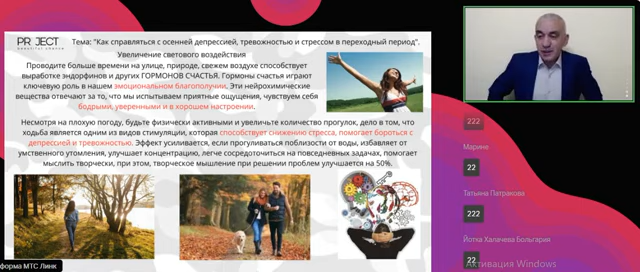 PR JECT
Тема: "Как справляться с осенней депрессией, тревожностью и стрессом в переходный период".
Увеличение светового воздействия
Проводите больше времени на улице, природе, свежем воздухе способствует
выработке эндорфинов и других ГОРМОНОВ СЧАСТЬЯ. Гормоны счастья играют
ключевую роль в нашем эмоциональном благополучии. Эти нейрохимические
вещества отвечают за то, что мы испытываем приятные ощущения, чувствуем себя
бодрыми, уверенными и в хорошем настроении.
Несмотря на плохую погоду, будьте физически активными и увеличьте количество прогулок, дело в том, что
ходьба является одним из видов стимуляции, которая способствует снижению стресса, помогает бороться с
депрессией и тревожностью. Эффект усиливается, если прогуливаться поблизости от воды, избавляет от
умственного утомления, улучшает концентрацию, легче сосредоточиться на повседневных задачах, помогает
мыслить творчески, при этом, творческое мышление при решении проблем улучшается на 50%.
форма МТС Линк
222
Марине
22
Татьяна Патракова
222
Йотка Халачева Болгария
22
Активация Windows